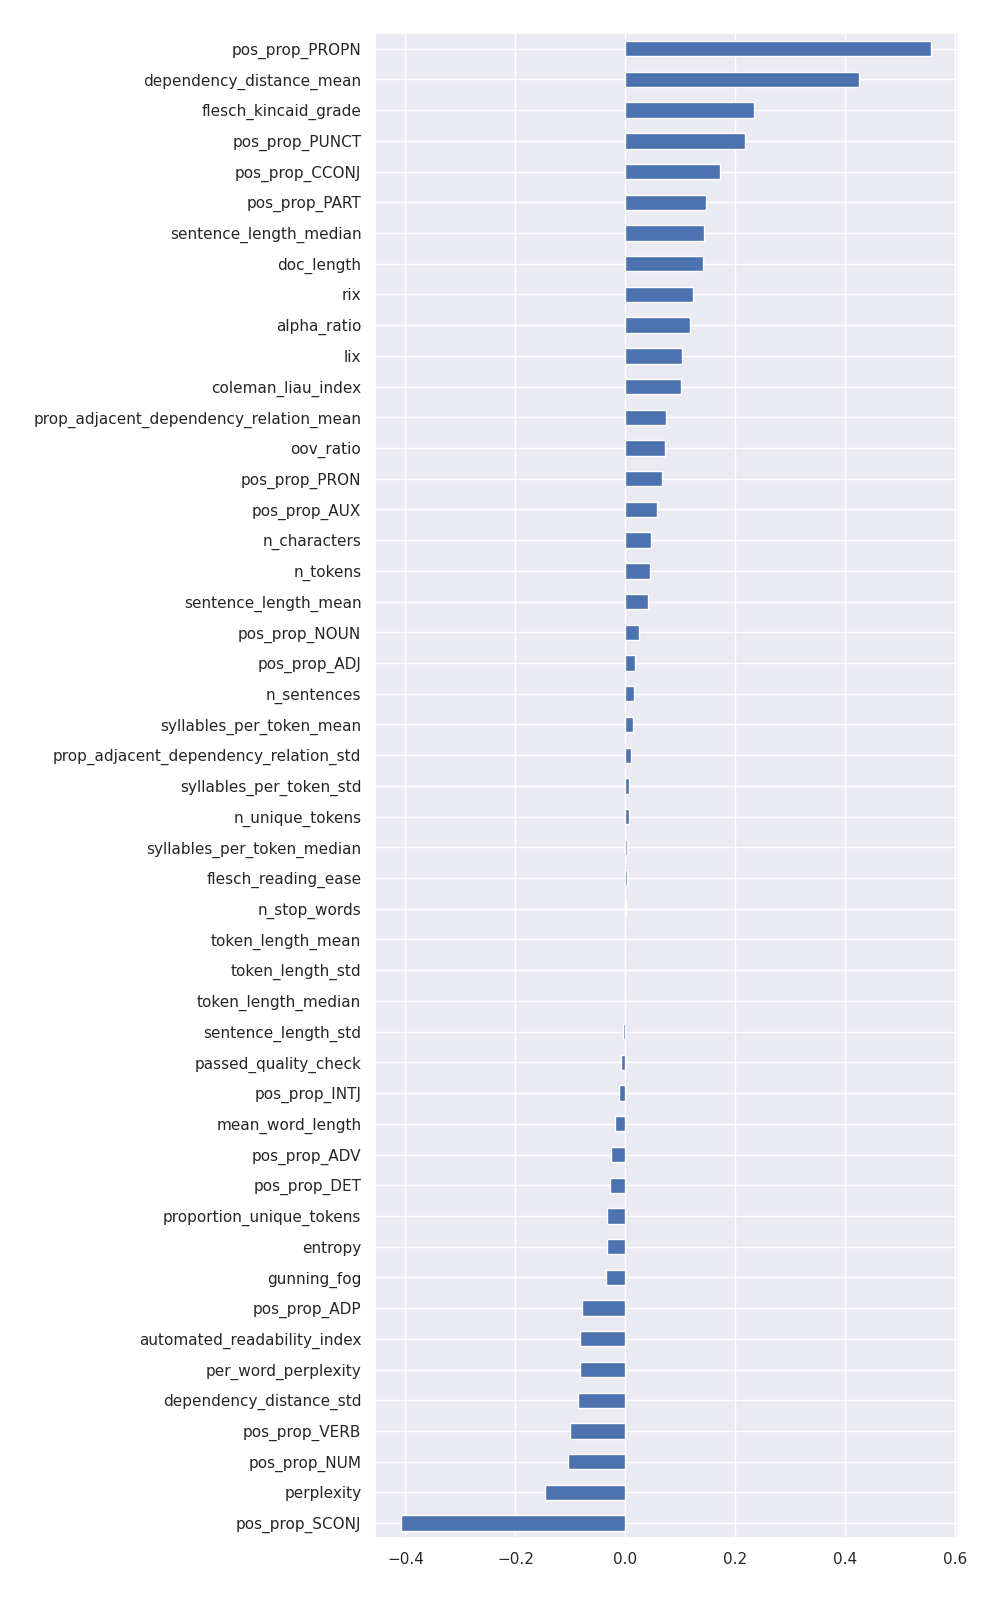 pos_prop_PROPN
dependency_distance_mean
flesch_kincaid_grade
pos_prop_PUNCT
pos_prop_CCONJ
pos_prop_PART
sentence_length_median
doc_length
rix
alpha_ratio
lix
coleman_liau_index
prop_adjacent_dependency_relation_mean
oov_ratio
pos_prop_PRON
pos_prop_AUX
n_characters
n_tokens
sentence_length_mean
pos_prop_NOUN
pos_prop_ADJ
n_sentences
syllables_per_token_mean
prop_adjacent_dependency_relation_std
syllables_per_token_std
n_unique_tokens
syllables_per_token_median
flesch_reading_ease
n_stop_words
token_length_mean
token_length_std
token_length_median
sentence_length_std
passed_quality_check
pos_prop_INTJ
mean_word_length
pos_prop_ADV
pos_prop_DET
proportion_unique_tokens
entropy
gunning_fog
pos_prop_ADP
automated_readability_index
per_word_perplexity
dependency_distance_std
pos_prop_VERB
pos_prop_NUM
perplexity
pos_prop_SCONJ
−0.4 −0.2 0.0 0.2 0.4 0.6